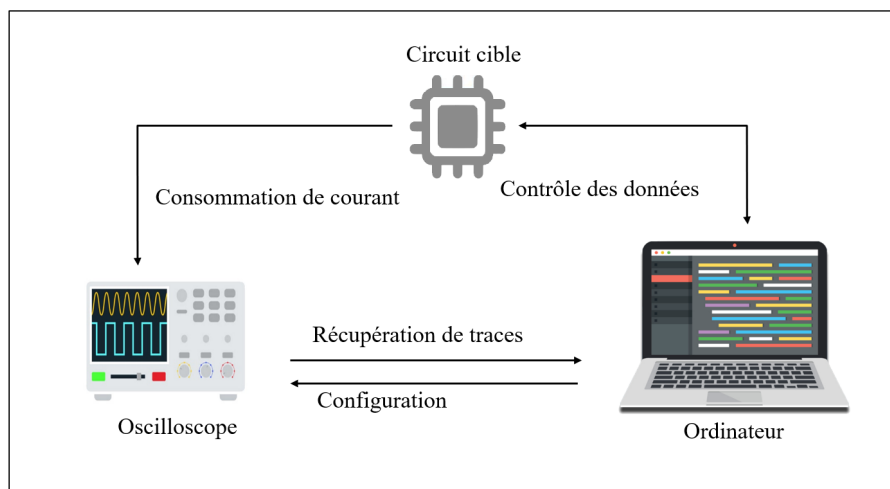 Circuit cible
Consommation de courant
Contrôle des données
Récupération de traces
Configuration
Oscilloscope
Ordinateur